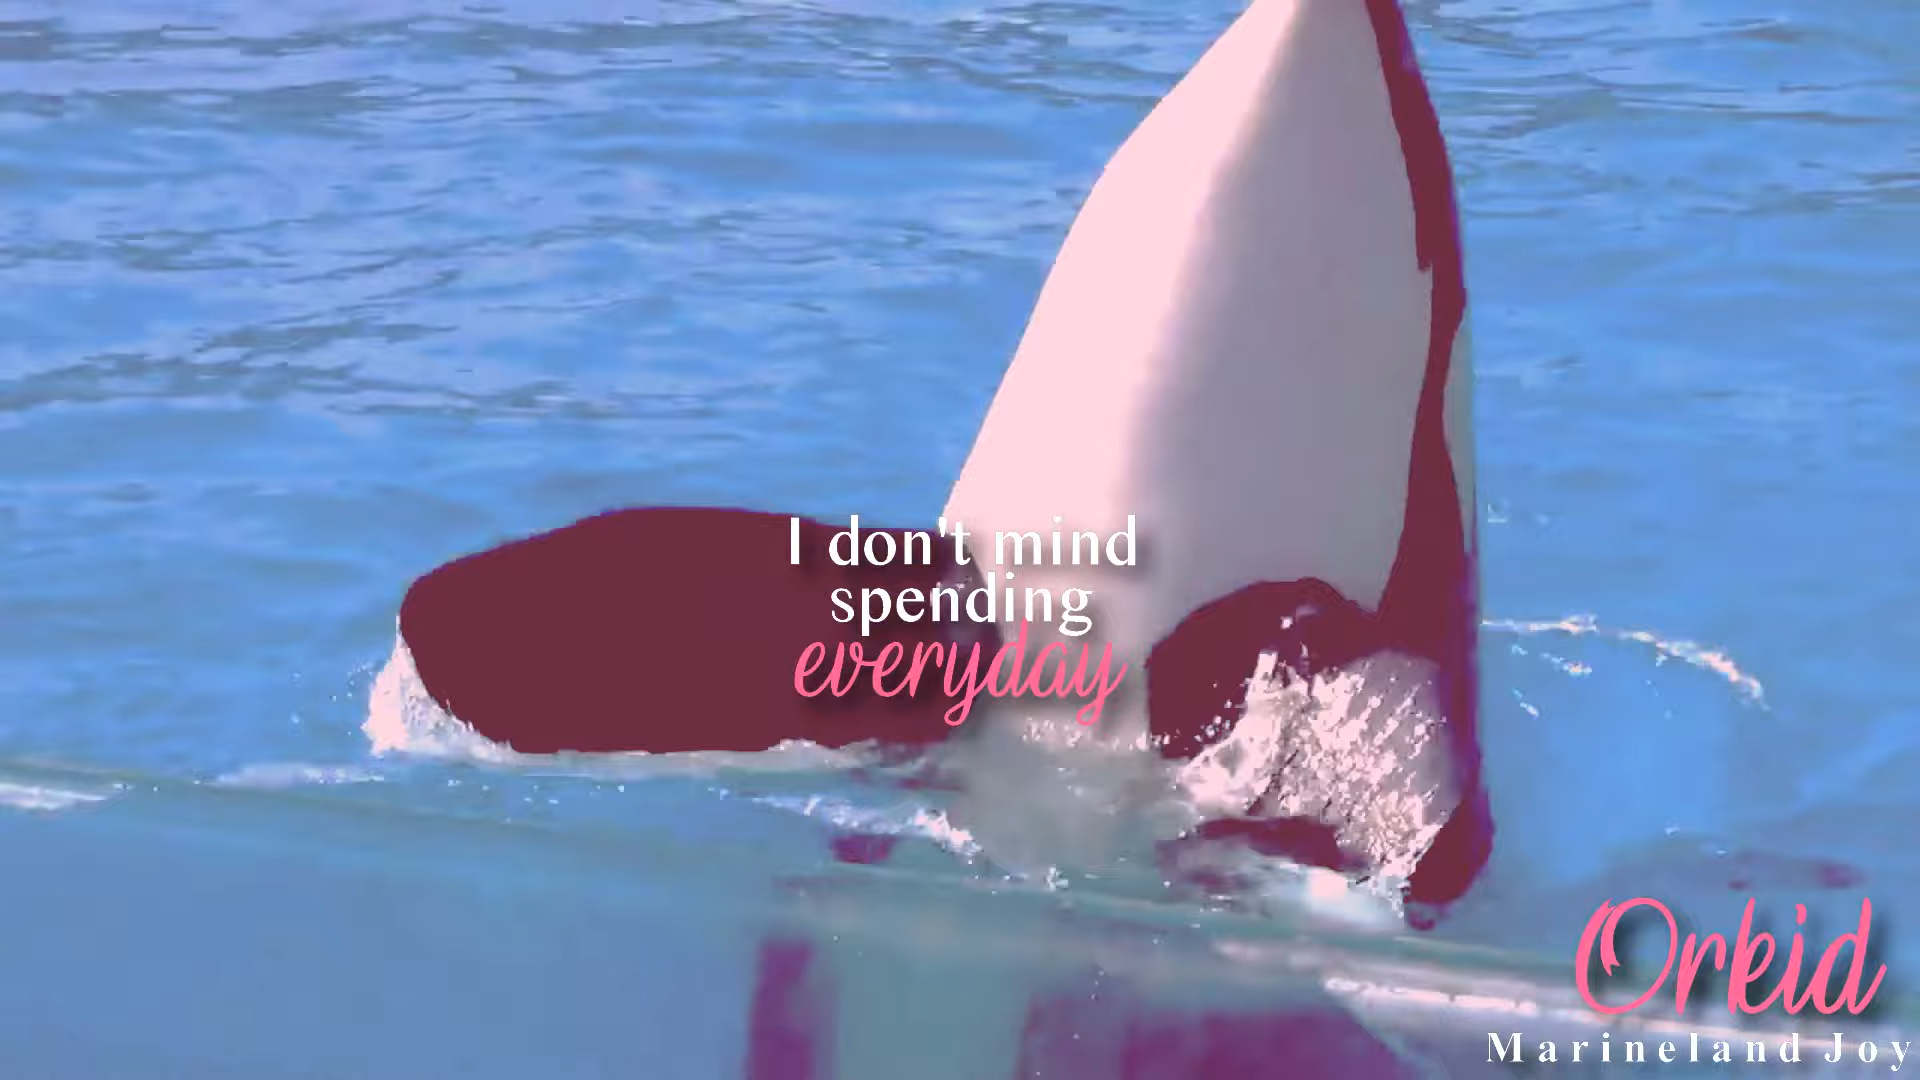 I don't mind
spending
everyday
Orkid
Marineland Joy